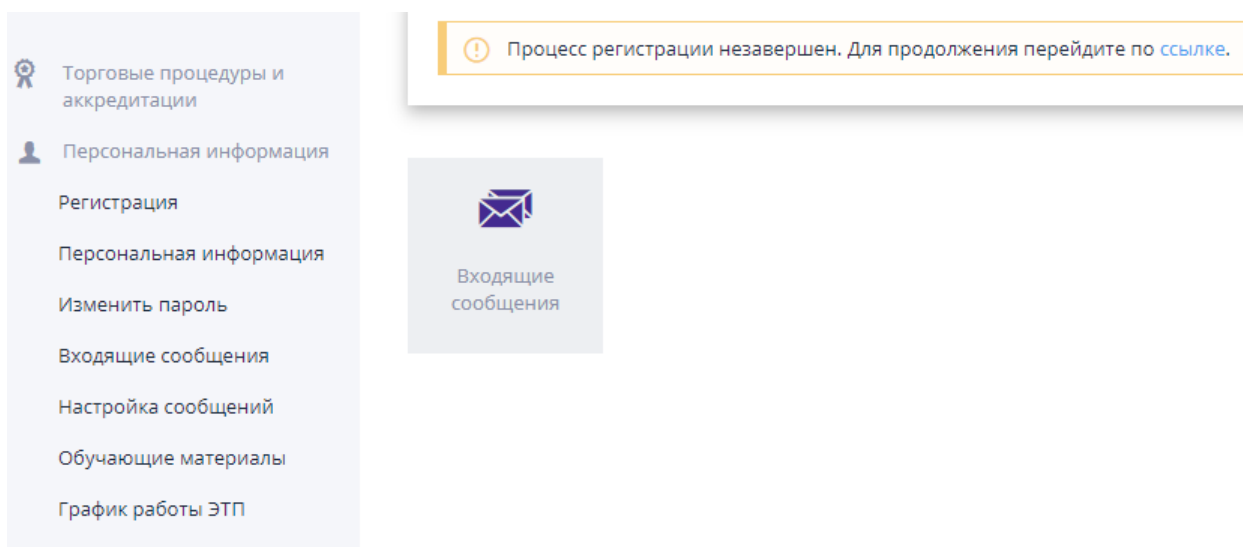 Торговые процедуры и
аккредитации
Персональная информация
Регистрация
Персональная информация
Изменить пароль
Входящие сообщения
Настройка сообщений
Обучающие материалы
График работы ЭТП
Процесс регистрации незавершен. Для продолжения перейдите по ссылке.
Входящие
сообщения